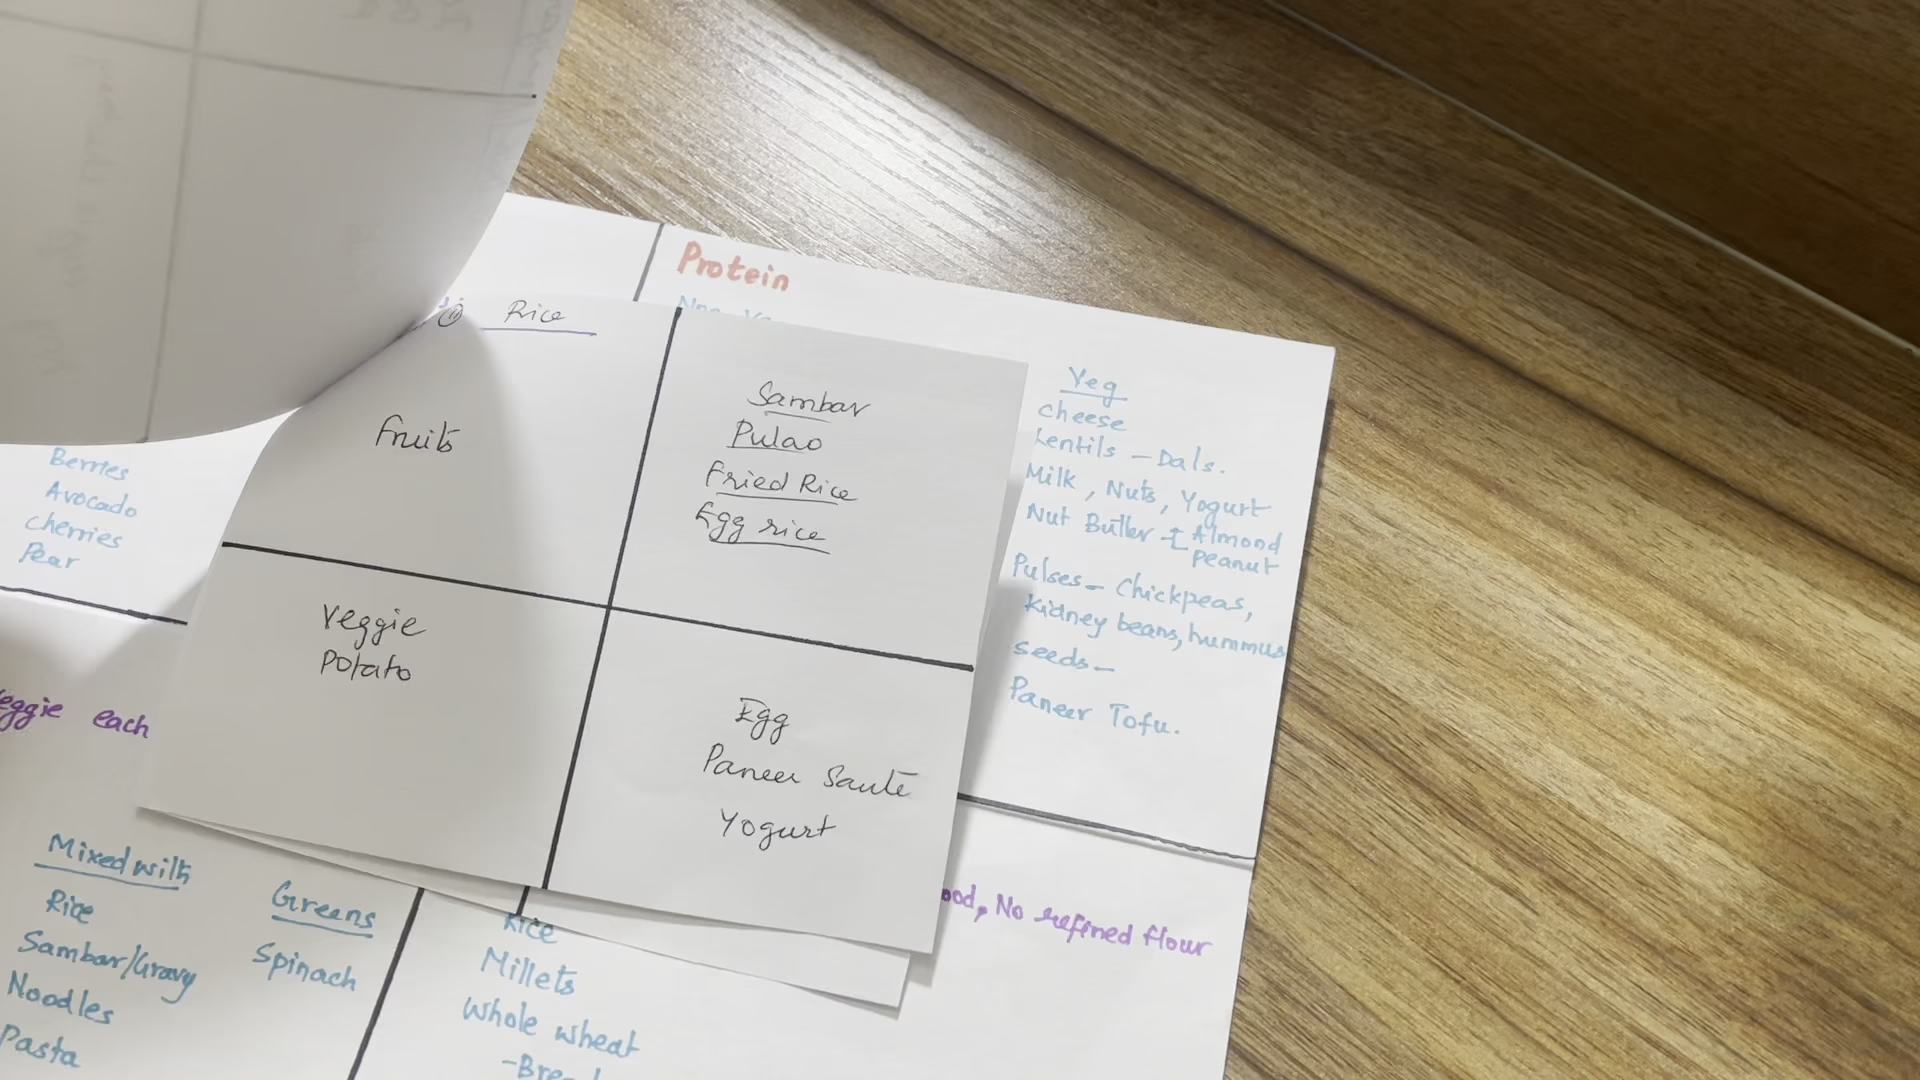 Protein
Rice
Fruits
Sambar
Pulao
Fried Rice
Egg rice
Veggie
Potato
Egg
Paneer Saute
Yogurt
Veg
cheese
Lentils - Dals.
Milk, Nuts, Yogurt
Nut Butter - [ Almond
peanut
Pulses - Chickpeas,
kidney beans, hummus
seeds -
Paneer Tofu.
Berries
Avocado
cherries
Pear
each
Mixed with
Rice
Sambar/Gravy
Noodles
Pasta
Greens
Spinach
Rice
Millets
Whole wheat
No refined flour